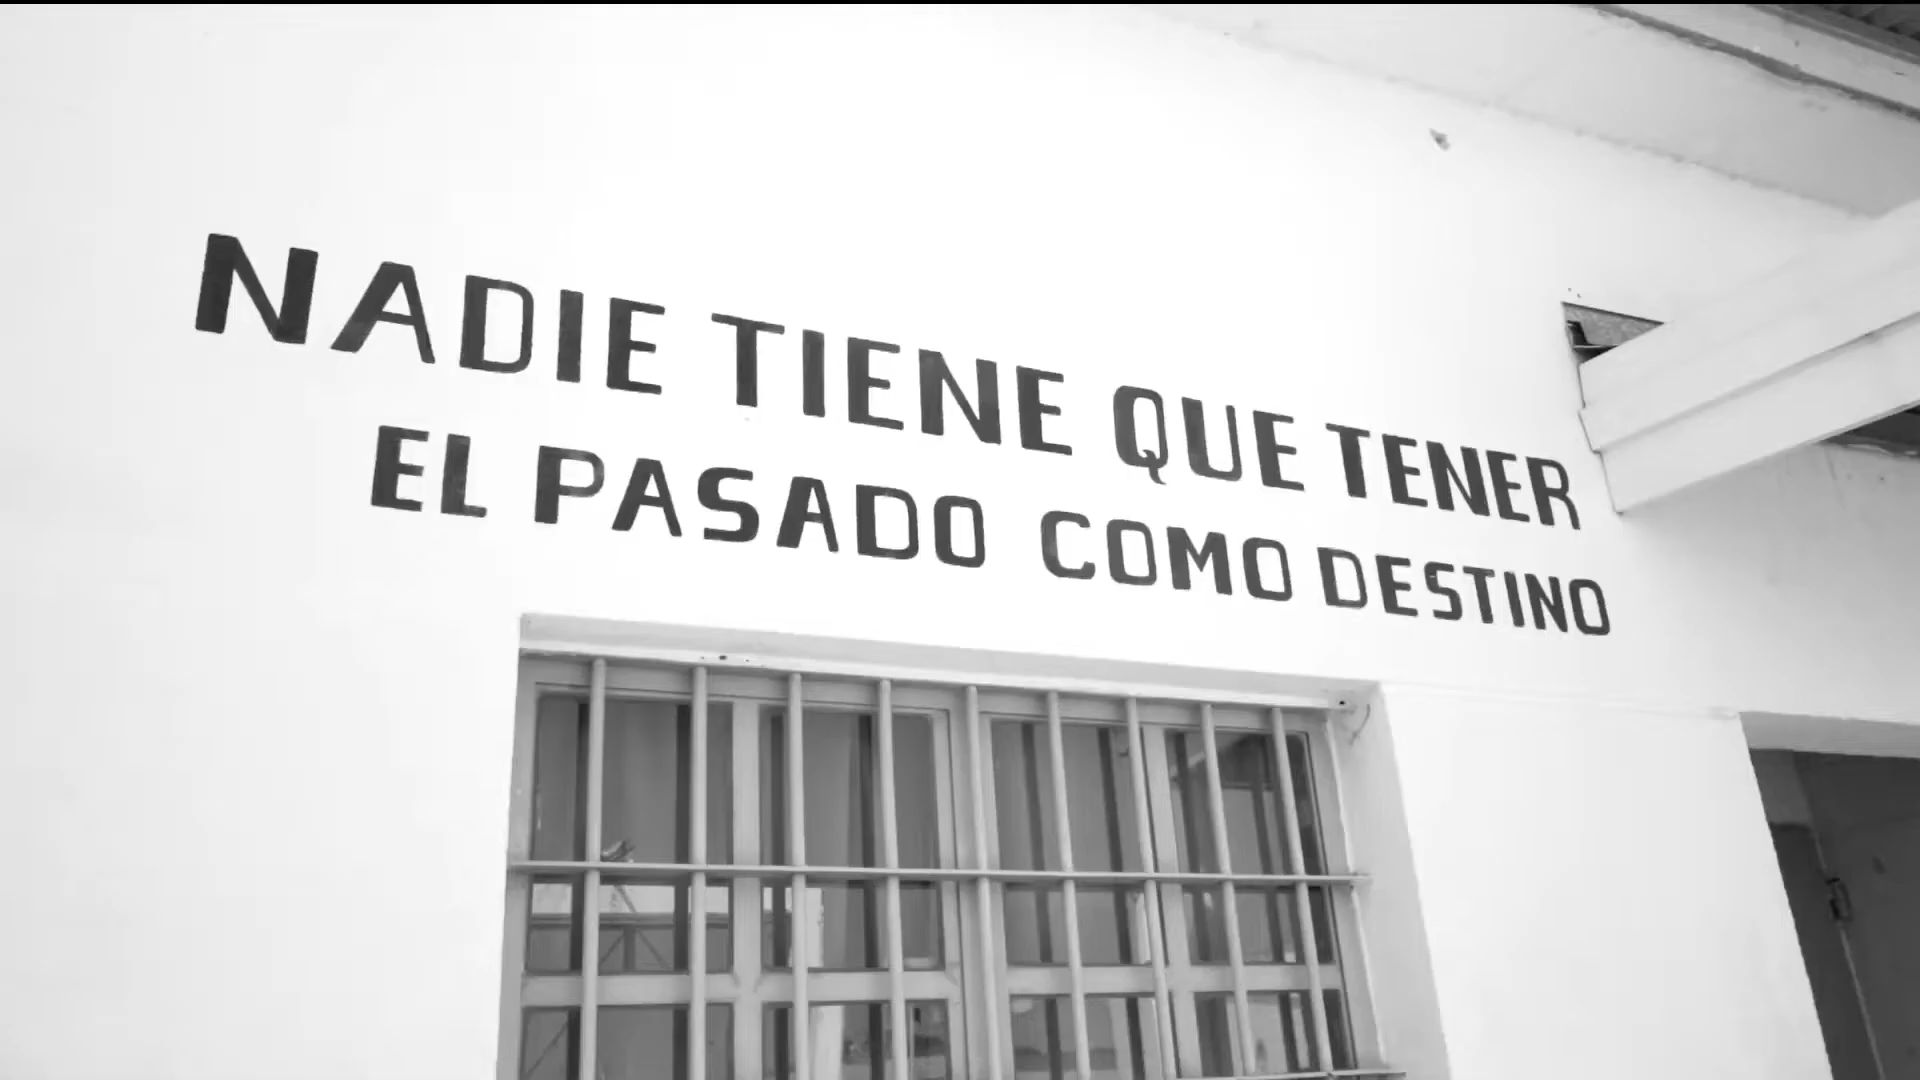 NADIE TIENE QUE TENER
EL PASADO COMO DESTINO